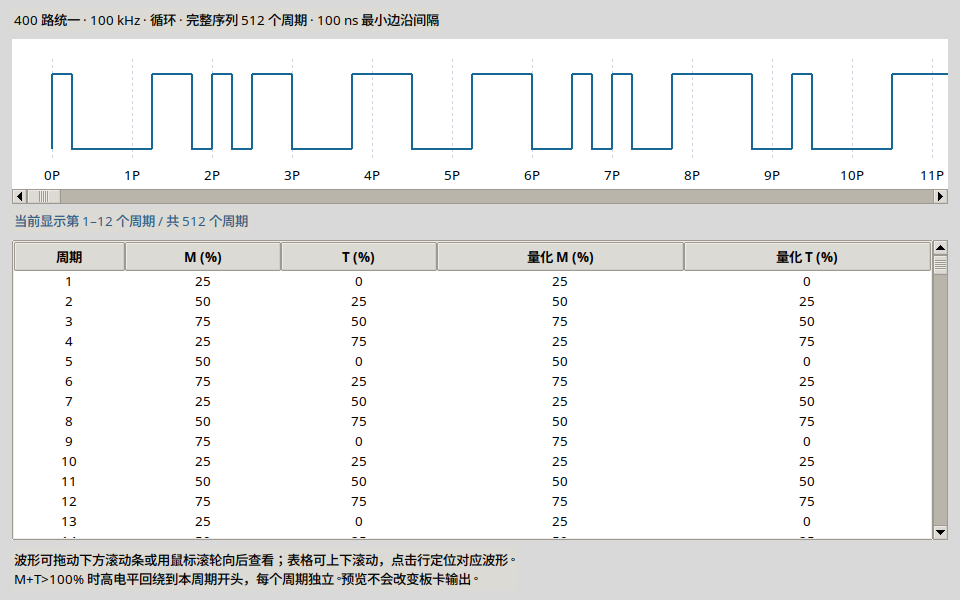 400 路统一 · 100 kHz · 循环 · 完整序列 512 个周期 · 100 ns 最小边沿间隔
0P 1P 2P 3P 4P 5P 6P 7P 8P 9P 10P 11P
当前显示第 1–12 个周期 / 共 512 个周期
周期 M (%) T (%) 量化 M (%) 量化 T (%)
1 25 0 25 0
2 50 25 50 25
3 75 50 75 50
4 25 75 25 75
5 50 0 50 0
6 75 25 75 25
7 25 50 25 50
8 50 75 50 75
9 75 0 75 0
10 25 25 25 25
11 50 50 50 50
12 75 75 75 75
13 25 0 25 0
波形可拖动下方滚动条或用鼠标滚轮向后查看；表格可上下滚动，点击行定位对应波形。
M+T>100% 时高电平回绕到本周期开头，每个周期独立。预览不会改变板卡输出。